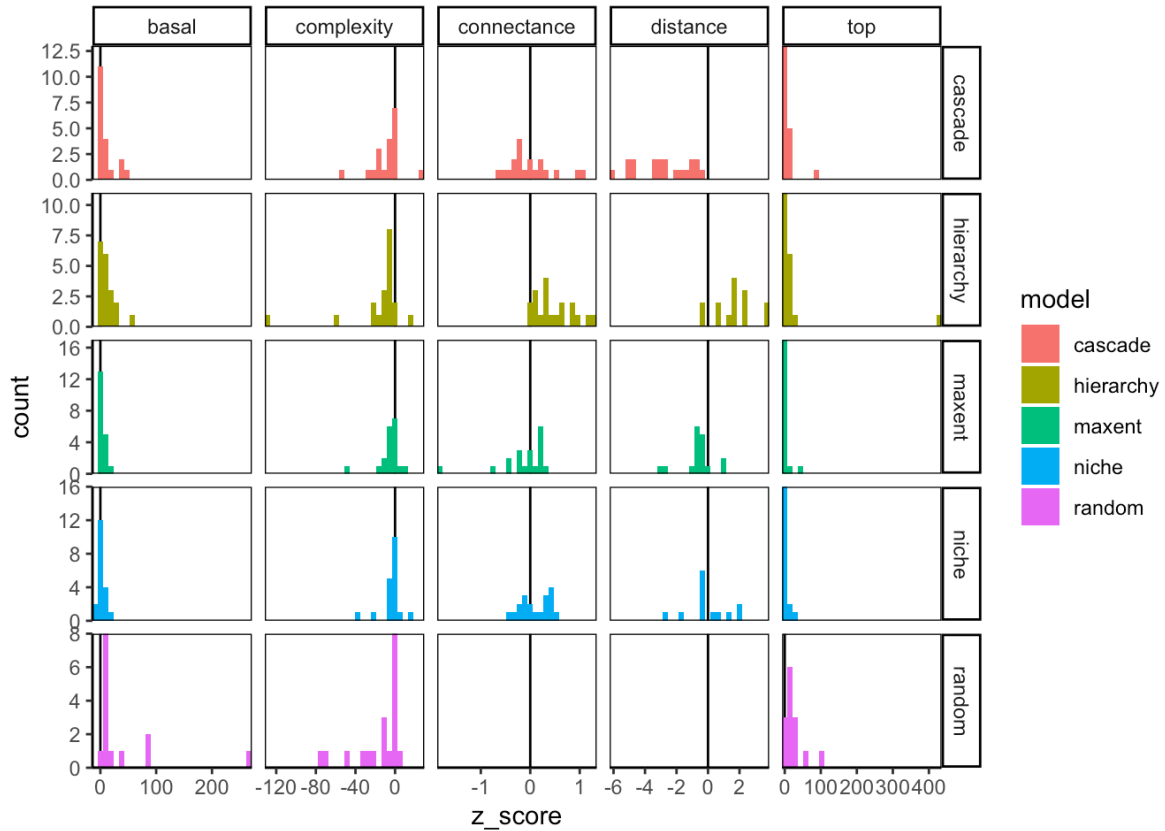 basal complexity connectance distance top
12.5
10.0
7.5
5.0
2.5
0.0
cascade
10.0
7.5
5.0
2.5
0.0
hierarchy
16
12
8
4
0
maxent
16
12
8
4
0
niche
8
6
4
2
0
random
0 100 200 -120 -80 -40 0 -1 0 1 -6 -4 -2 0 2 0 100 200 300 400
z_score
count
model
cascade
hierarchy
maxent
niche
random